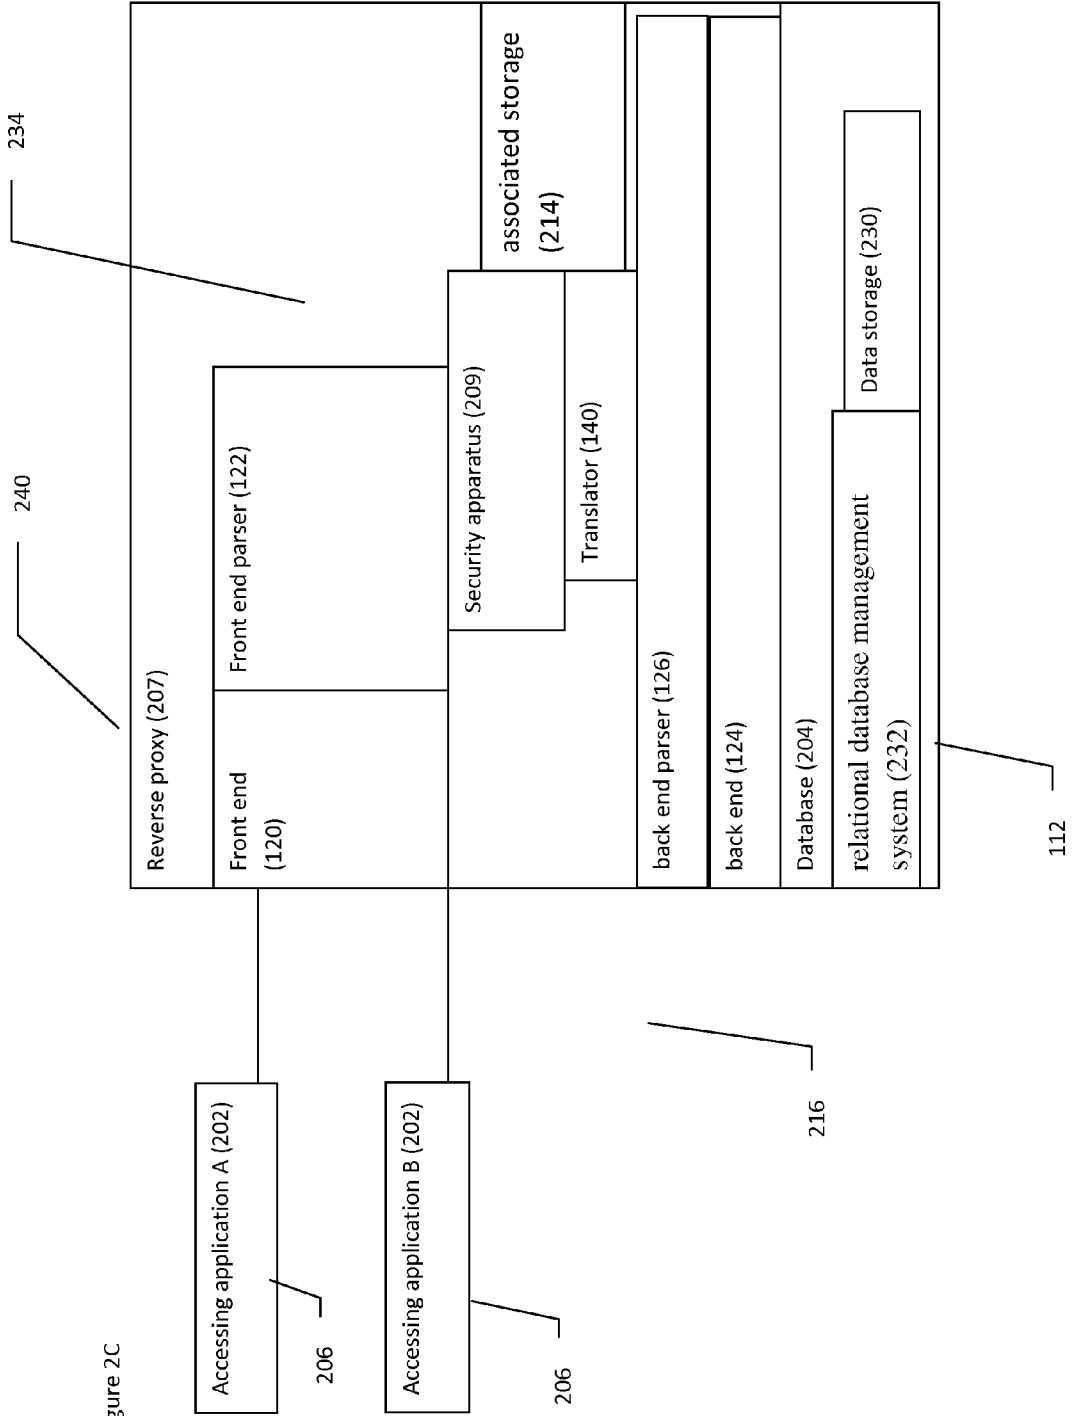 240
234
gure 2C
Reverse proxy (207)
Accessing application A (202)
Front end
(120)
Front end parser (122)
206
Accessing application B (202)
Security apparatus (209)
associated storage
(214)
206
Translator (140)
back end parser (126)
back end (124)
216
Database (204)
relational database management
system (232)
Data storage (230)
112